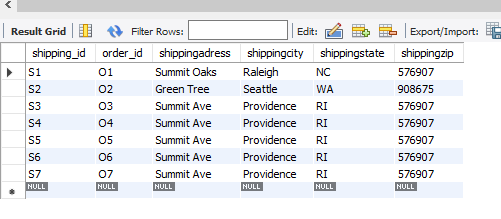 Result Grid Filter Rows: Edit: Export/Import:
shipping_id order_id shippingadress shippingcity shippingstate shippingzip
S1 O1 Summit Oaks Raleigh NC 576907
S2 O2 Green Tree Seattle WA 908675
S3 O3 Summit Ave Providence RI 576907
S4 O4 Summit Ave Providence RI 576907
S5 O5 Summit Ave Providence RI 576907
S6 O6 Summit Ave Providence RI 576907
S7 O7 Summit Ave Providence RI 576907
NULL NULL NULL NULL NULL NULL